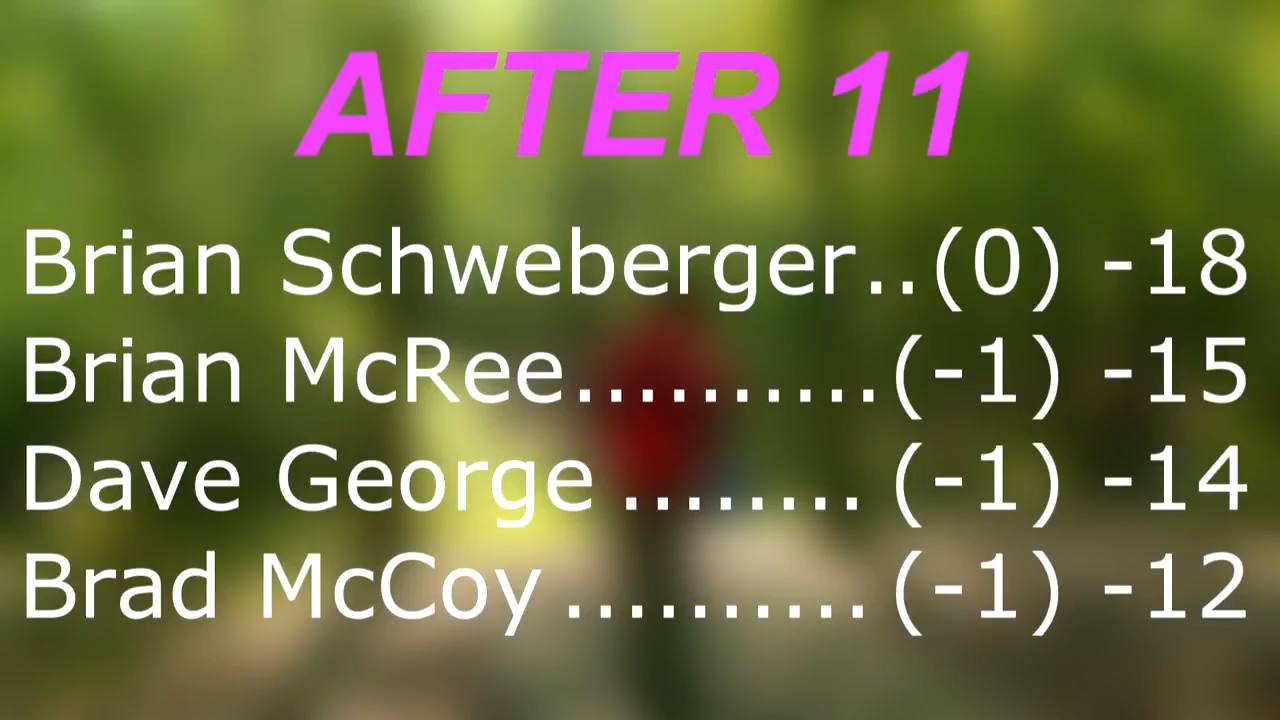 AFTER 11
Brian Schweberger..(0) -18
Brian McRee..........(-1) -15
Dave George ........ (-1) -14
Brad McCoy .......... (-1) -12